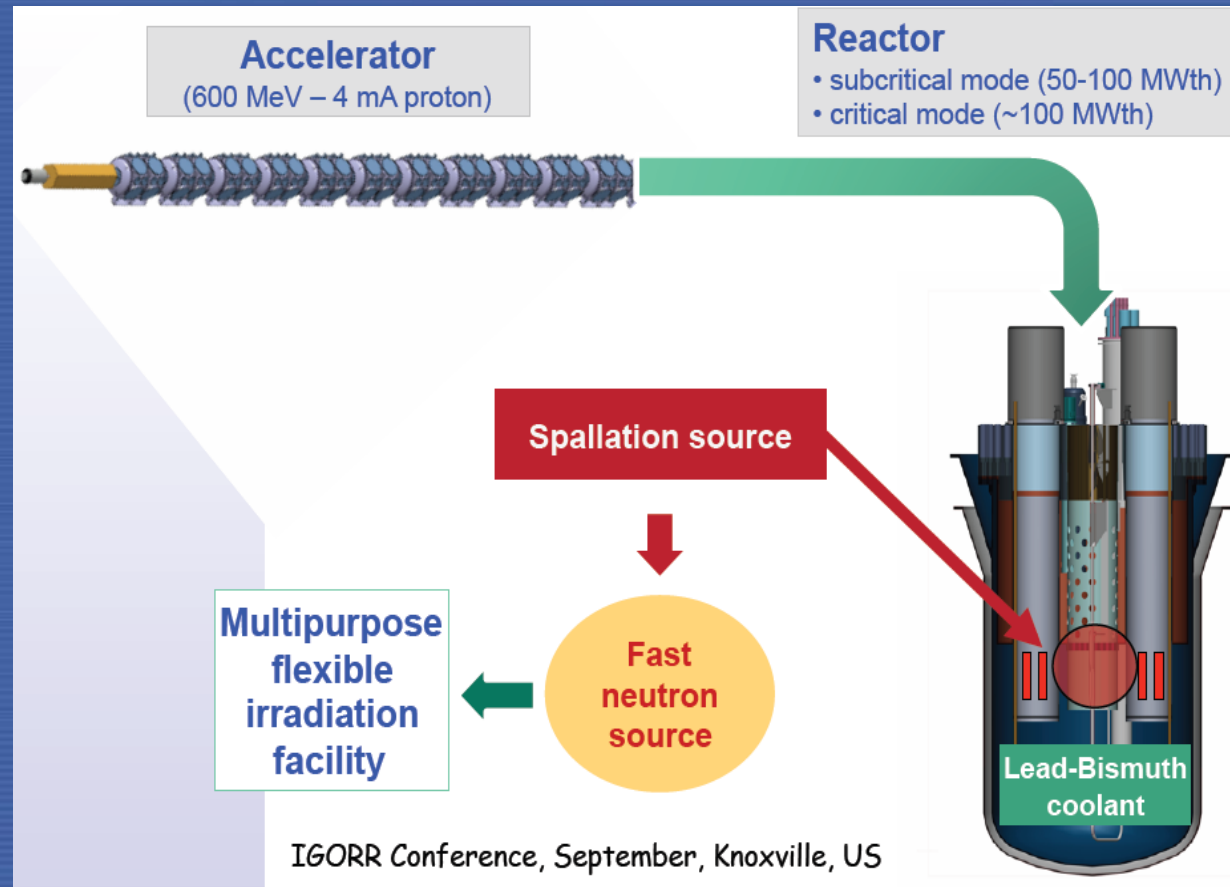 Accelerator
(600 MeV – 4 mA proton)
Reactor
• subcritical mode (50-100 MWth)
• critical mode (~100 MWth)
Spallation source
Multipurpose
flexible
irradiation
facility
Fast
neutron
source
Lead-Bismuth
coolant
IGORR Conference, September, Knoxville, US